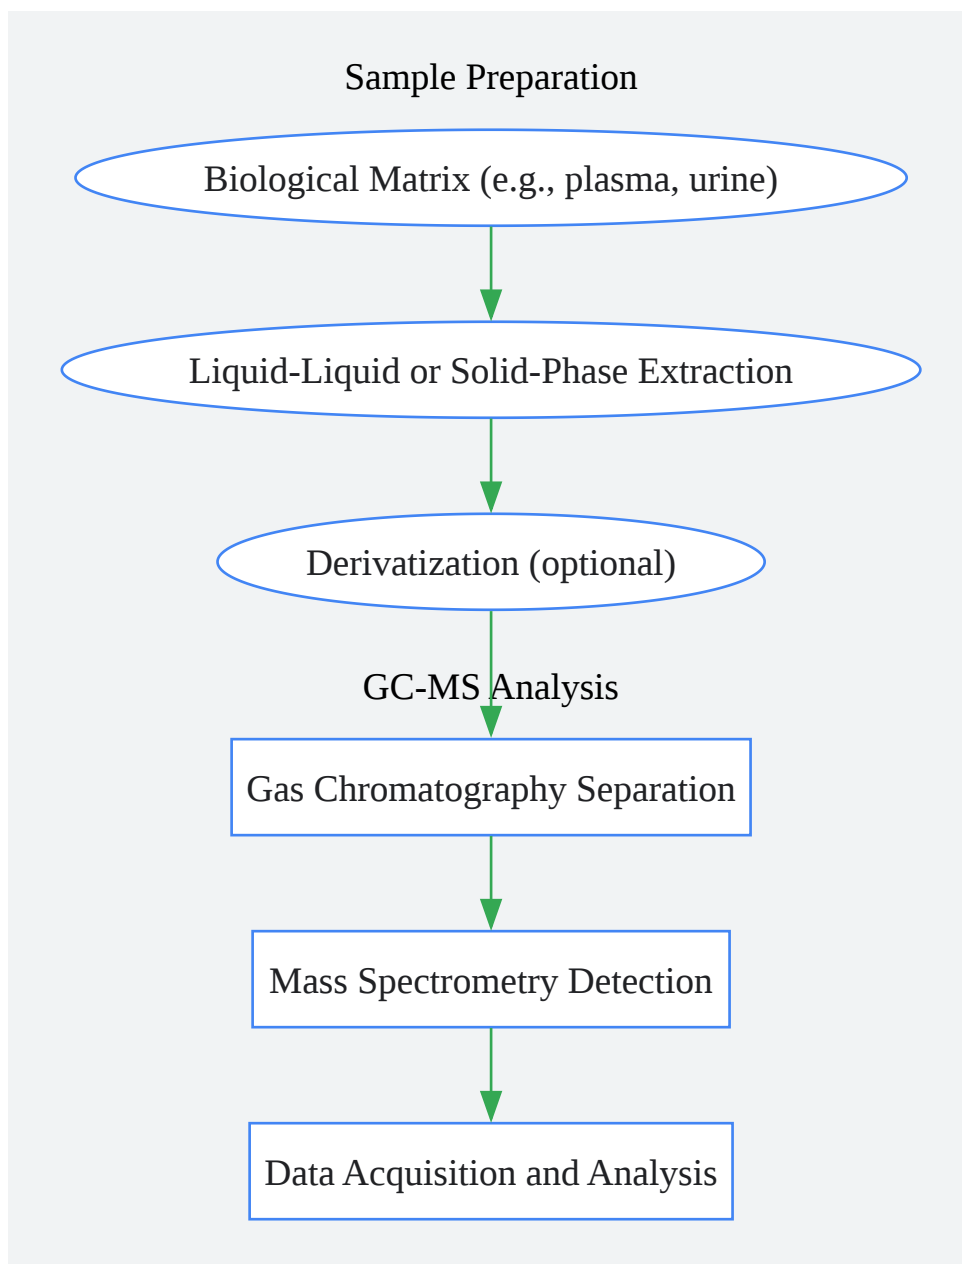 Sample Preparation
Biological Matrix (e.g., plasma, urine)
Liquid-Liquid or Solid-Phase Extraction
Derivatization (optional)
GC-MS Analysis
Gas Chromatography Separation
Mass Spectrometry Detection
Data Acquisition and Analysis